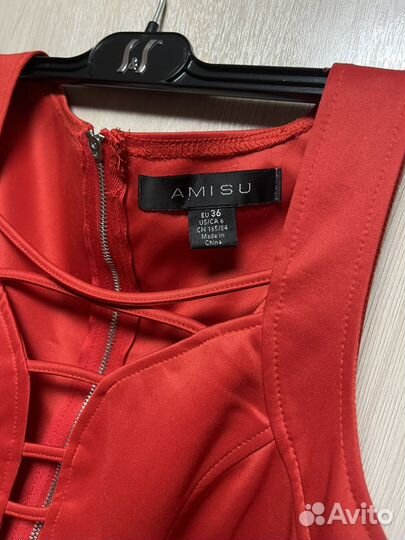 S&S
AMISU
EU 36
US/CA 6
CN 165/84
Made in
China
Avito